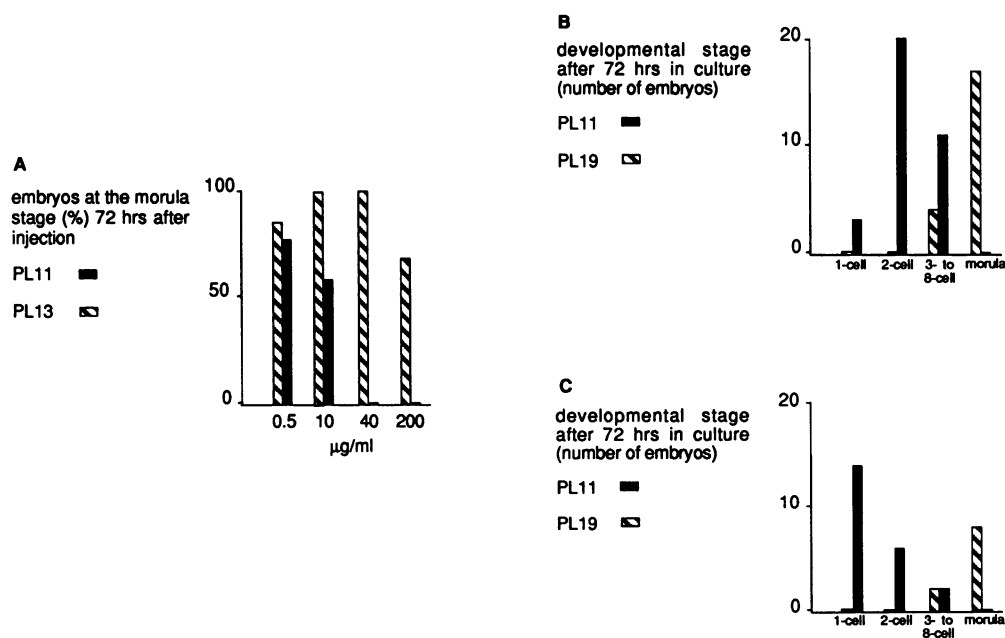 A
embryos at the morula
stage (%) 72 hrs after
injection
PL11
PL13
100
50
0
0.5 10 40 200
µg/ml
B
developmental stage
after 72 hrs in culture
(number of embryos)
PL11
PL19
20
10
0
1-cell 2-cell 3- to morula
8-cell
C
developmental stage
after 72 hrs in culture
(number of embryos)
PL11
PL19
20
10
0
1-cell 2-cell 3- to morula
8-cell